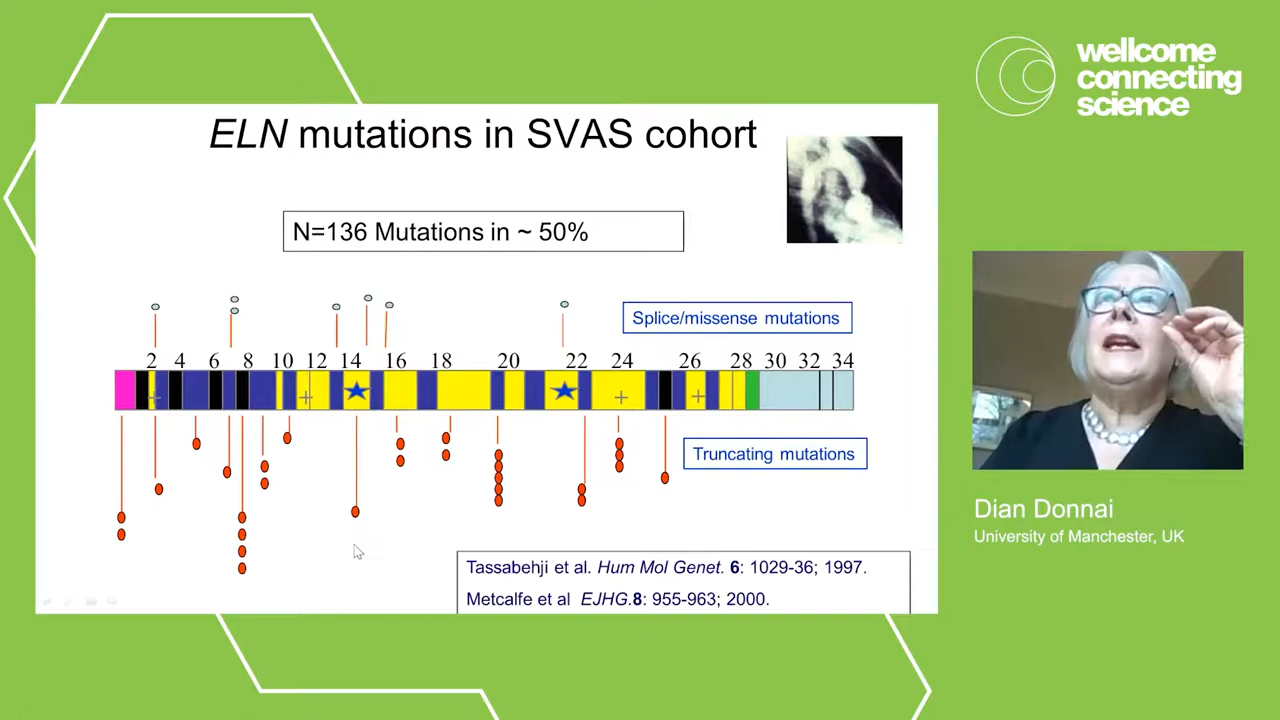 wellcome
connecting
science
ELN mutations in SVAS cohort
N=136 Mutations in ~ 50%
Splice/missense mutations
2 4 6 8 10 12 14 16 18 20 22 24 26 28 30 32 34
Truncating mutations
Tassabehji et al. Hum Mol Genet. 6: 1029-36; 1997.
Metcalfe et al EJHG.8: 955-963; 2000.
Dian Donnai
University of Manchester, UK